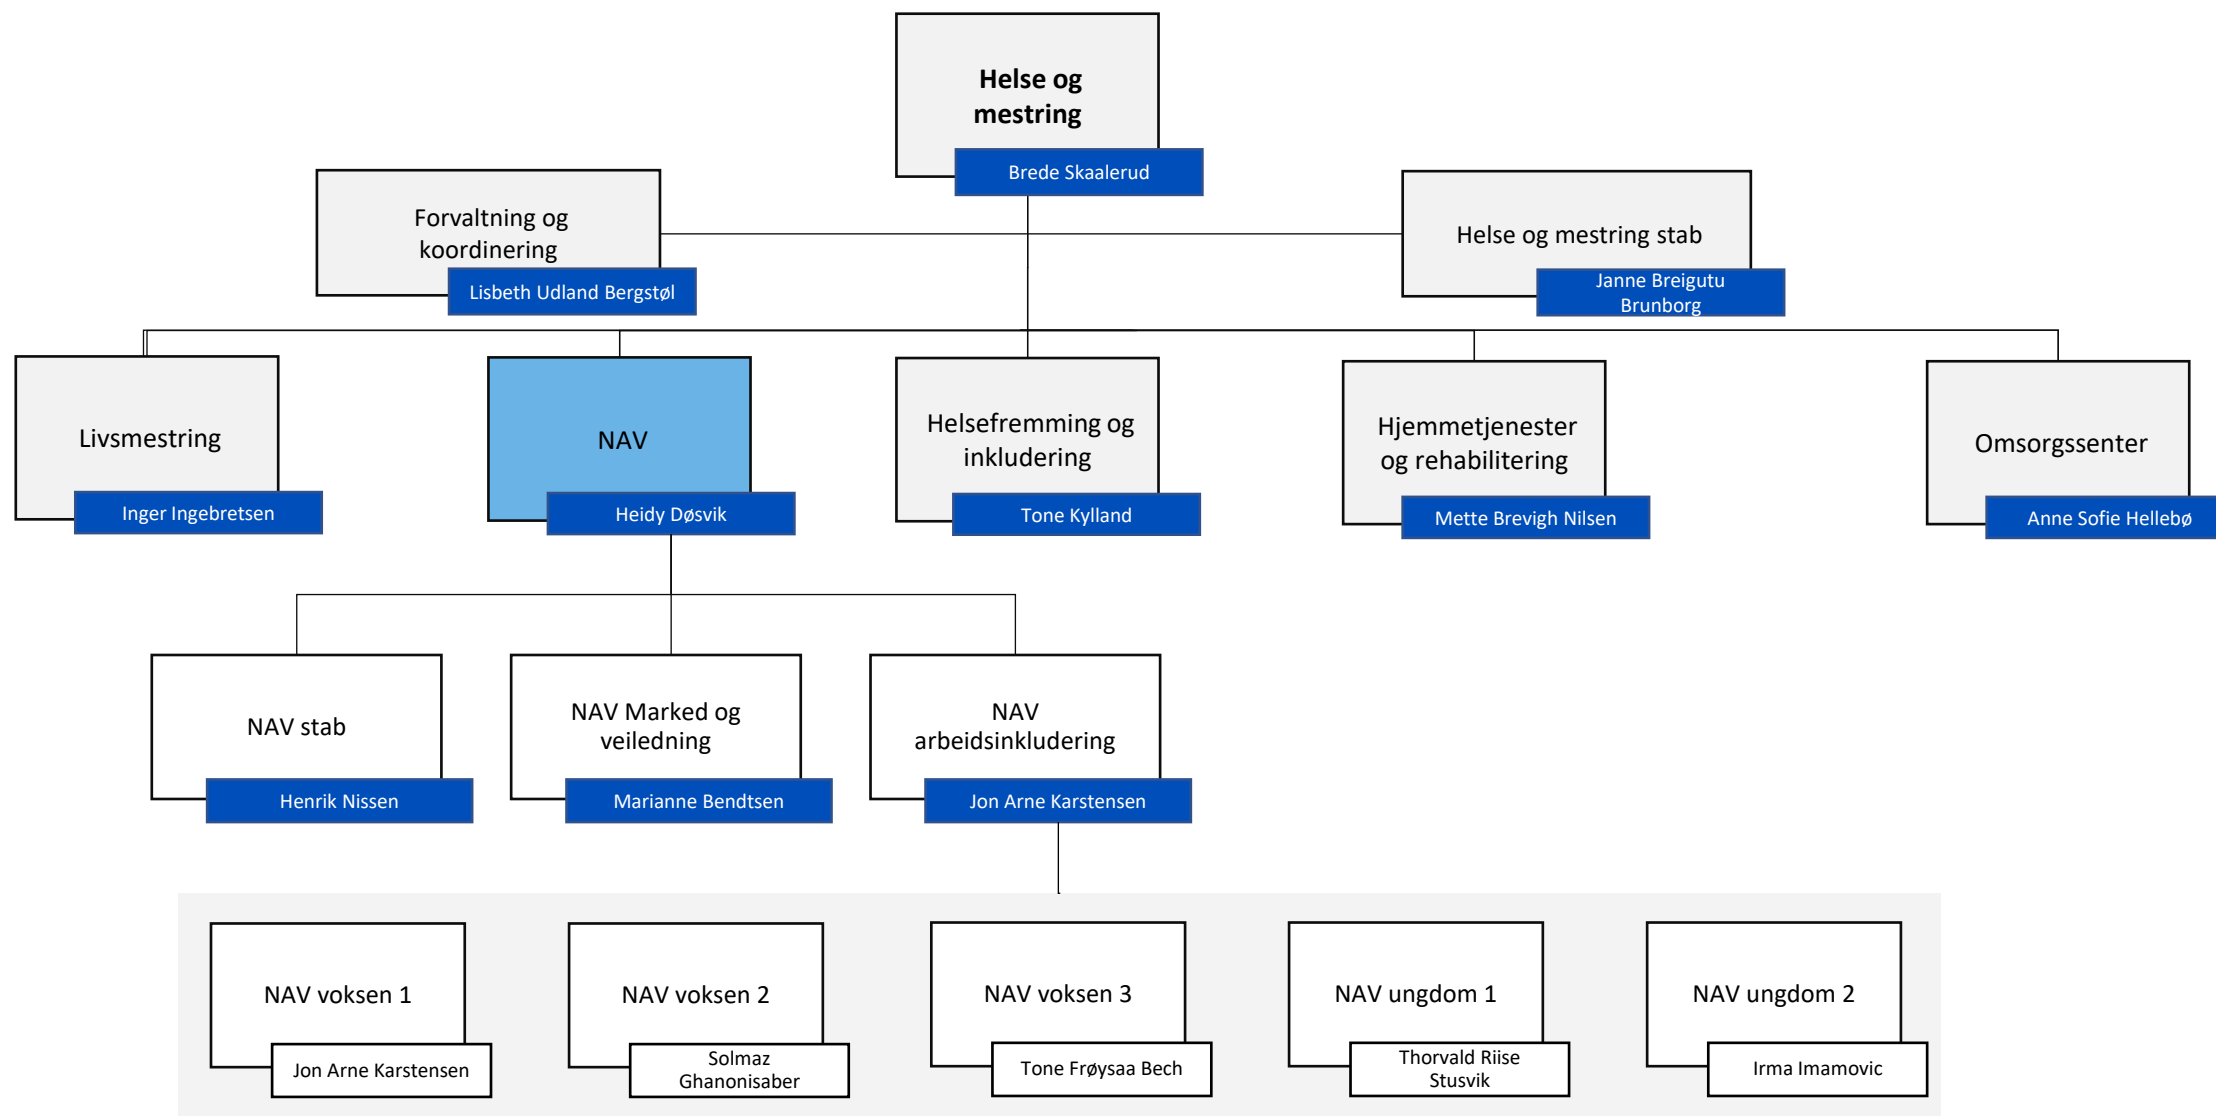 Helse og
mestring
Brede Skaalerud
Forvaltning og
koordinering
Lisbeth Udland Bergstøl
Helse og mestring stab
Janne Breigutu
Brunborg
Livsmestring
Inger Ingebretsen
NAV
Heidy Døsvik
Helsefremming og
inkludering
Tone Kylland
Hjemmetjenester
og rehabilitering
Mette Brevigh Nilsen
Omsorgssenter
Anne Sofie Hellebø
NAV stab
Henrik Nissen
NAV Marked og
veiledning
Marianne Bendtsen
NAV
arbeidsinkludering
Jon Arne Karstensen
NAV voksen 1
Jon Arne Karstensen
NAV voksen 2
Solmaz
Ghanonisaber
NAV voksen 3
Tone Frøysaa Bech
NAV ungdom 1
Thorvald Riise
Stusvik
NAV ungdom 2
Irma Imamovic